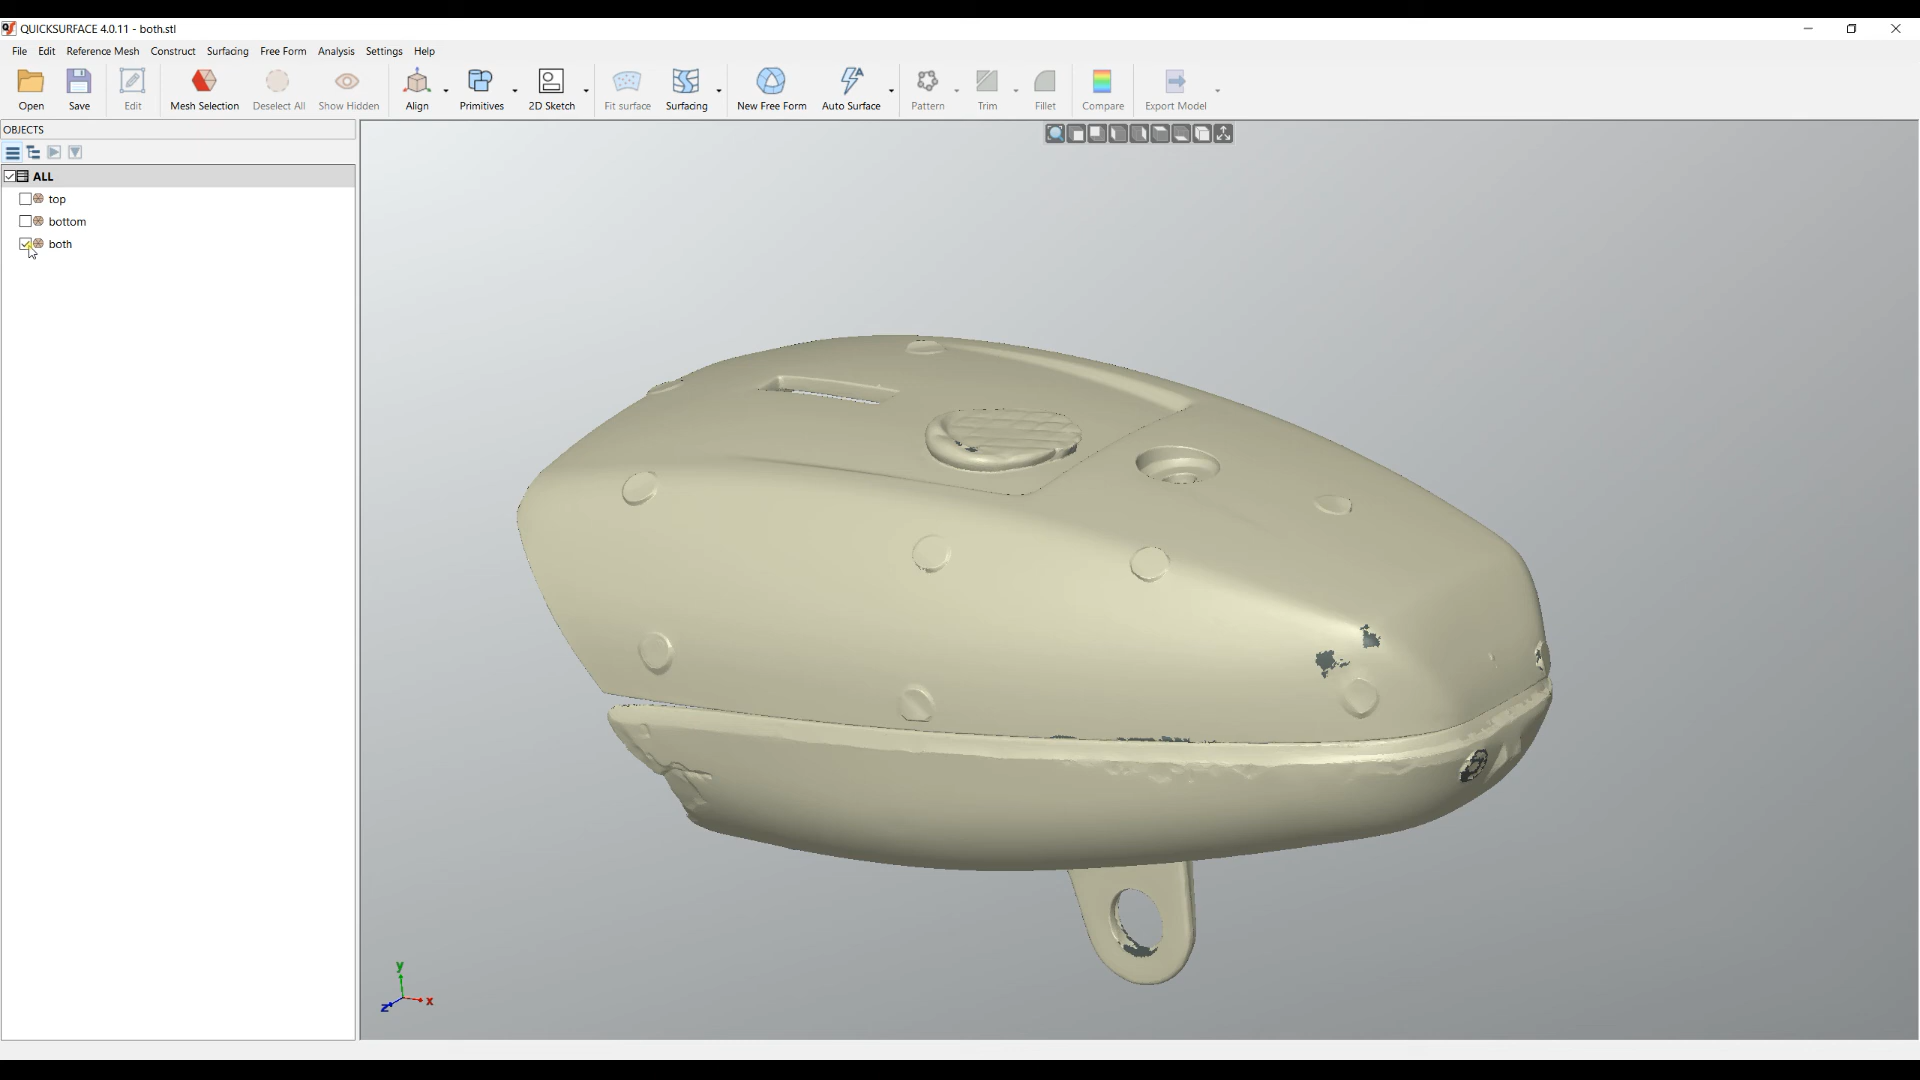 QUICKSURFACE 4.0.11 - both.stl
File Edit Reference Mesh Construct Surfacing Free Form Analysis Settings Help
Open Save Edit Mesh Selection Deselect All Show Hidden Align Primitives 2D Sketch Fit surface Surfacing New Free Form Auto Surface Pattern Trim Fillet Compare Export Model
OBJECTS
ALL
top
bottom
both
y
x
z